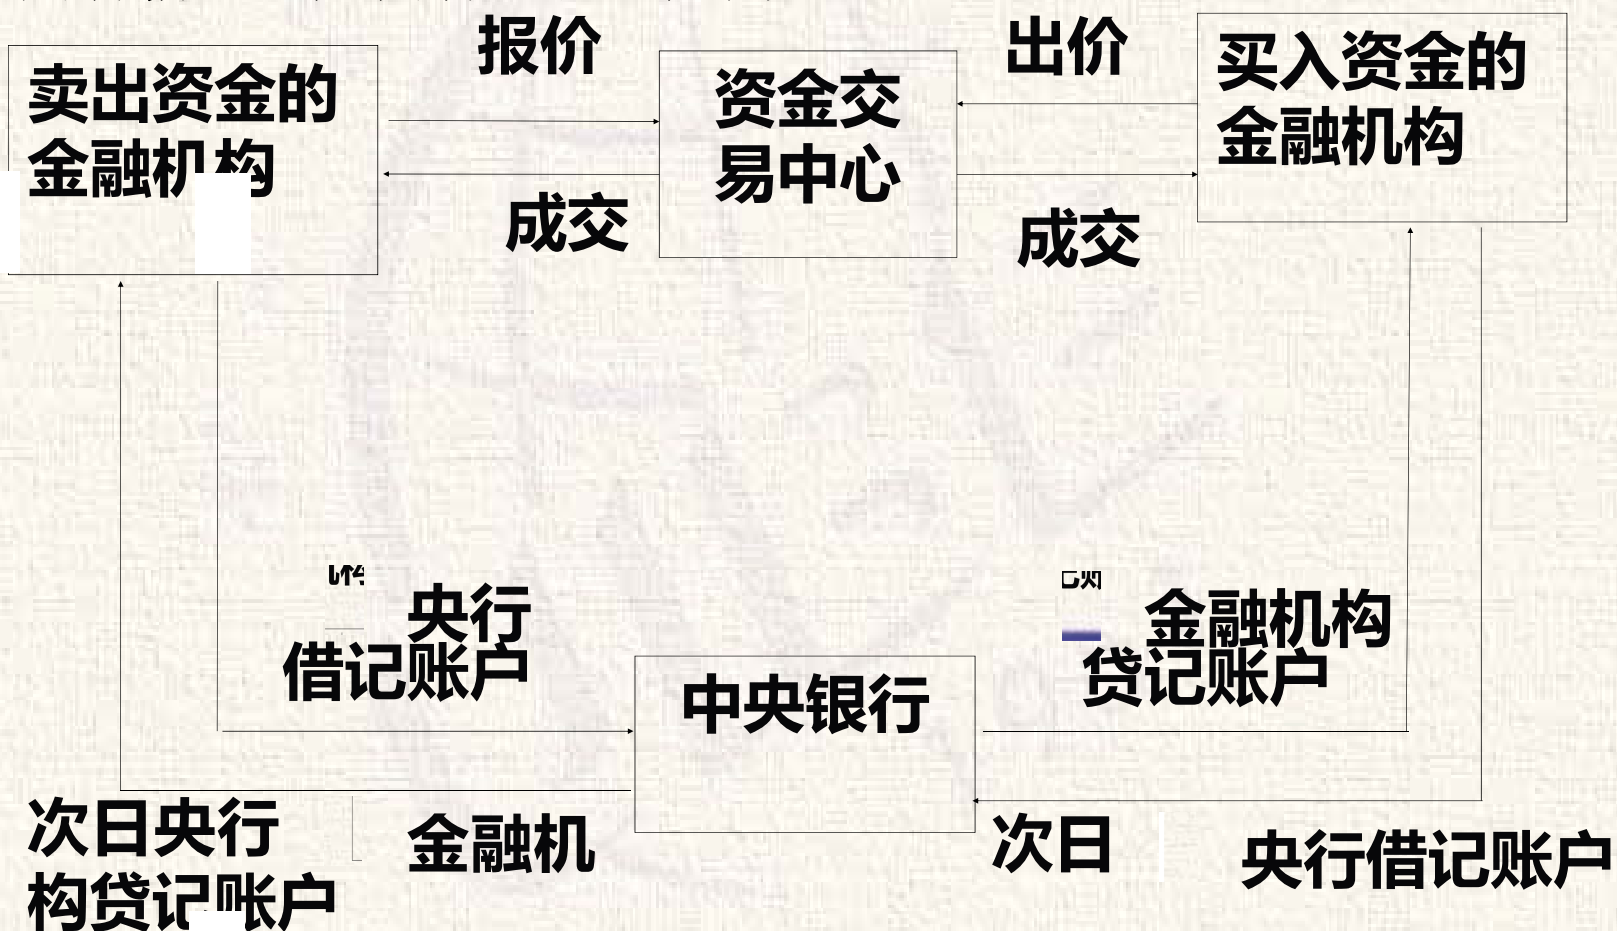 报价
出价
卖出资金的
金融机构
资金交
易中心
买入资金的
金融机构
成交
成交
央行
借记账户
金融机构
贷记账户
中央银行
次日央行
构贷记账户
金融机
次日
央行借记账户